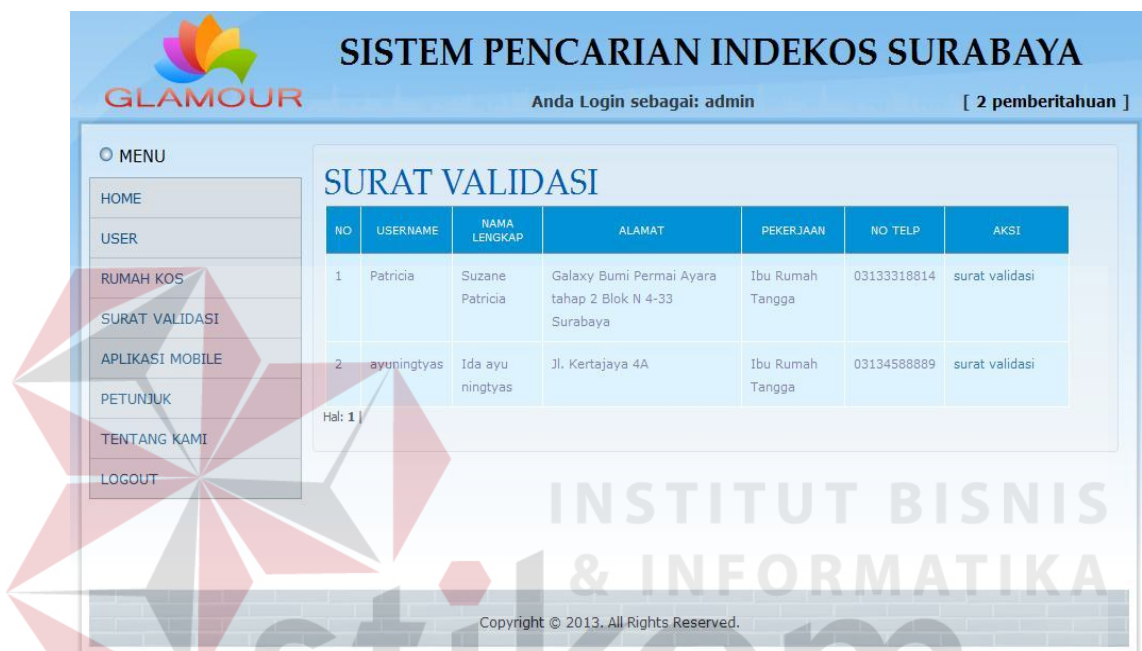 SISTEM PENCARIAN INDEKOS SURABAYA
GLAMOUR
Anda Login sebagai: admin
[ 2 pemberitahuan ]
MENU
HOME
USER
RUMAH KOS
SURAT VALIDASI
APLIKASI MOBILE
PETUNJUK
TENTANG KAMI
LOGOUT
SURAT VALIDASI
NO USERNAME NAMA LENGKAP ALAMAT PEKERJAAN NO TELP AKSI
1 Patricia Suzane Patricia Galaxy Bumi Permai Ayara tahap 2 Blok N 4-33 Surabaya Ibu Rumah Tangga 03133318814 surat validasi
2 ayuningtyas Ida ayu ningtyas Jl. Kertajaya 4A Ibu Rumah Tangga 03134588889 surat validasi
Hal: 1 |
INSTITUT BISNIS
& INFORMATIKA
stikom
Copyright © 2013. All Rights Reserved.